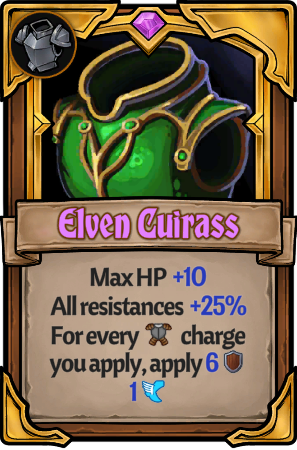 Elven Cuirass
Max HP +10
All resistances +25%
For every charge
you apply, apply 6
1